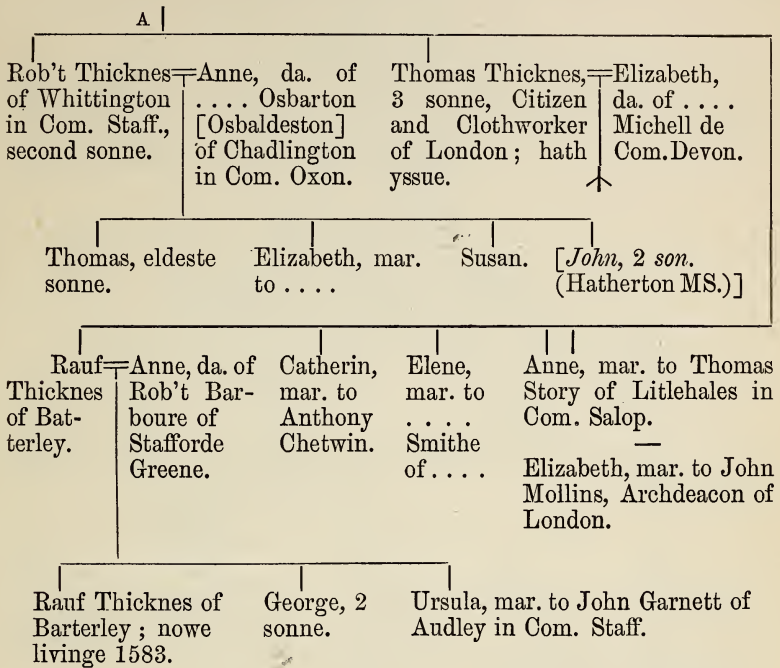 A
Rob't Thicknes
of Whittington
in Com. Staff.,
second sonne.
Anne, da. of
. . . . Osbarton
[Osbaldeston]
of Chadlington
in Com. Oxon.
Thomas Thicknes,
3 sonne, Citizen
and Clothworker
of London; hath
yssue.
Elizabeth,
da. of . . . .
Michell de
Com. Devon.
Thomas, eldeste
sonne.
Elizabeth, mar.
to . . . .
Susan.
[John, 2 son.
(Hatherton MS.)]
Rauf
Thicknes
of Bat-
terley.
Anne, da. of
Rob't Bar-
boure of
Stafforde
Greene.
Catherin,
mar. to
Anthony
Chetwin.
Elene,
mar. to
. . . .
Smithe
of . . . .
Anne, mar. to Thomas
Story of Litlehales in
Com. Salop.
Elizabeth, mar. to John
Mollins, Archdeacon of
London.
Rauf Thicknes of
Barterley; nowe
livinge 1583.
George, 2
sonne.
Ursula, mar. to John Garnett of
Audley in Com. Staff.